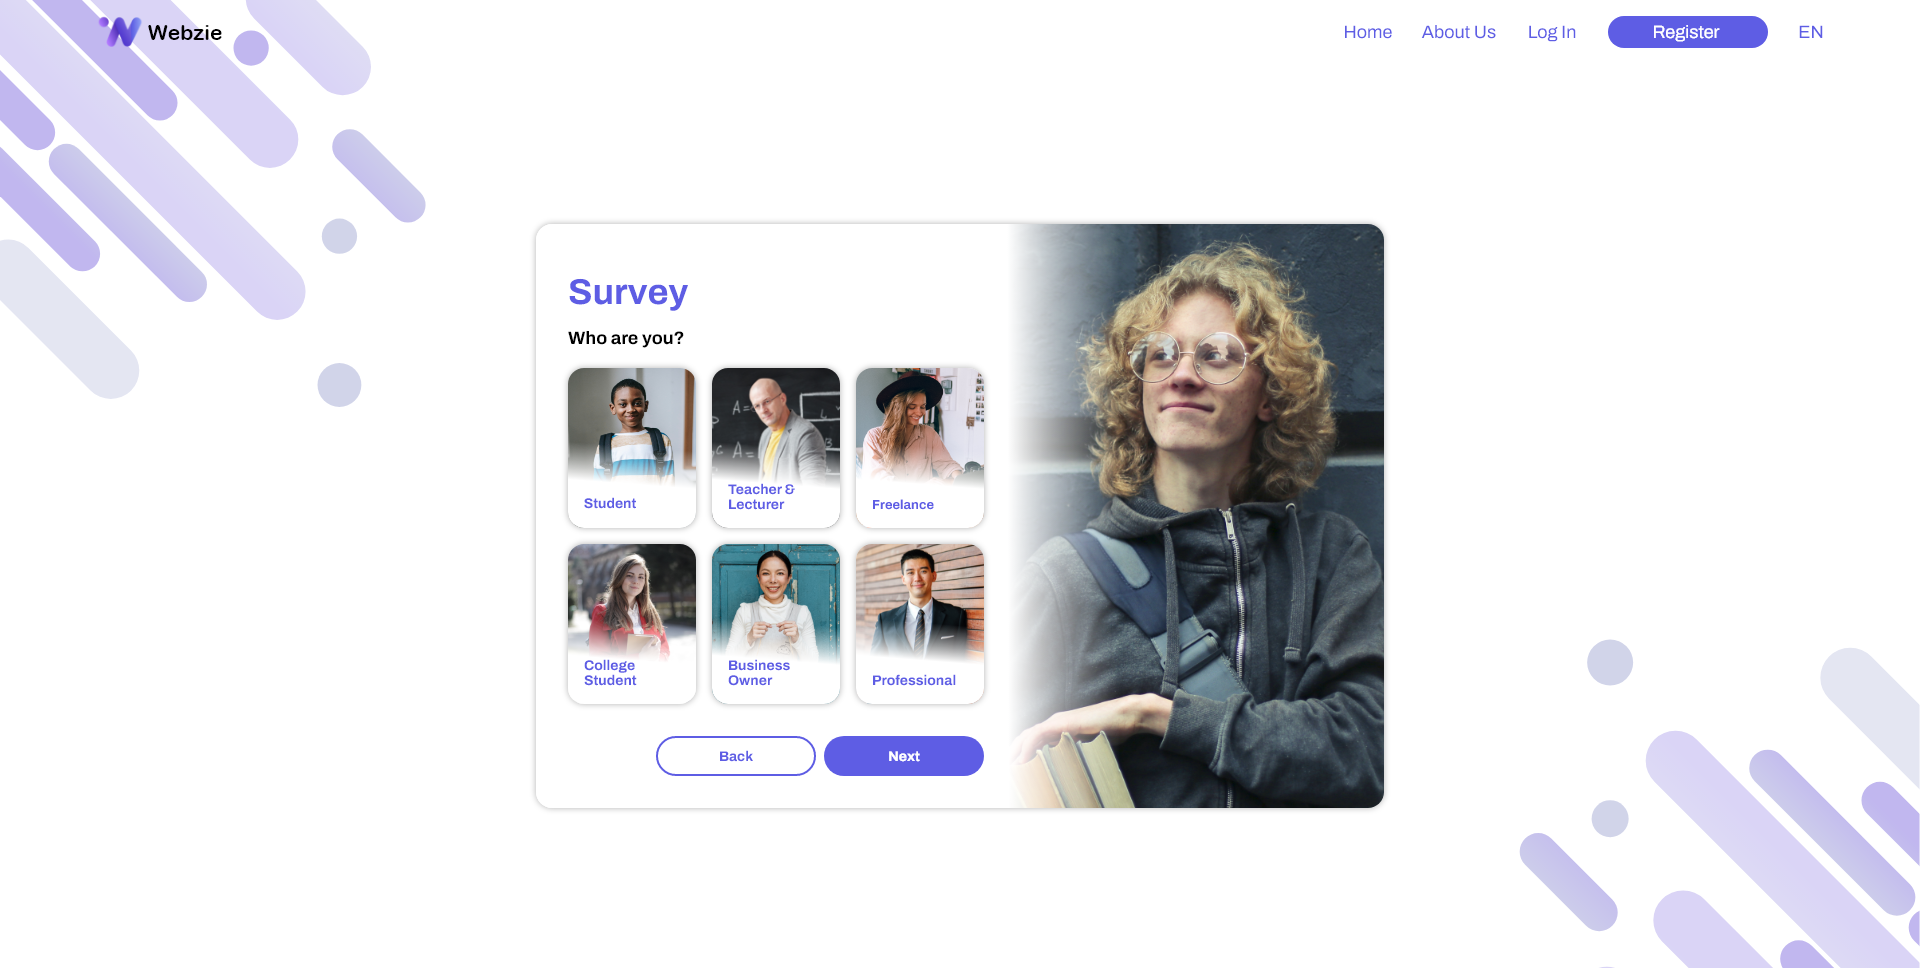 Webzie
Home
About Us
Log In
Register
EN
Survey
Who are you?
Student
Teacher &
Lecturer
Freelance
College
Student
Business
Owner
Professional
Back
Next